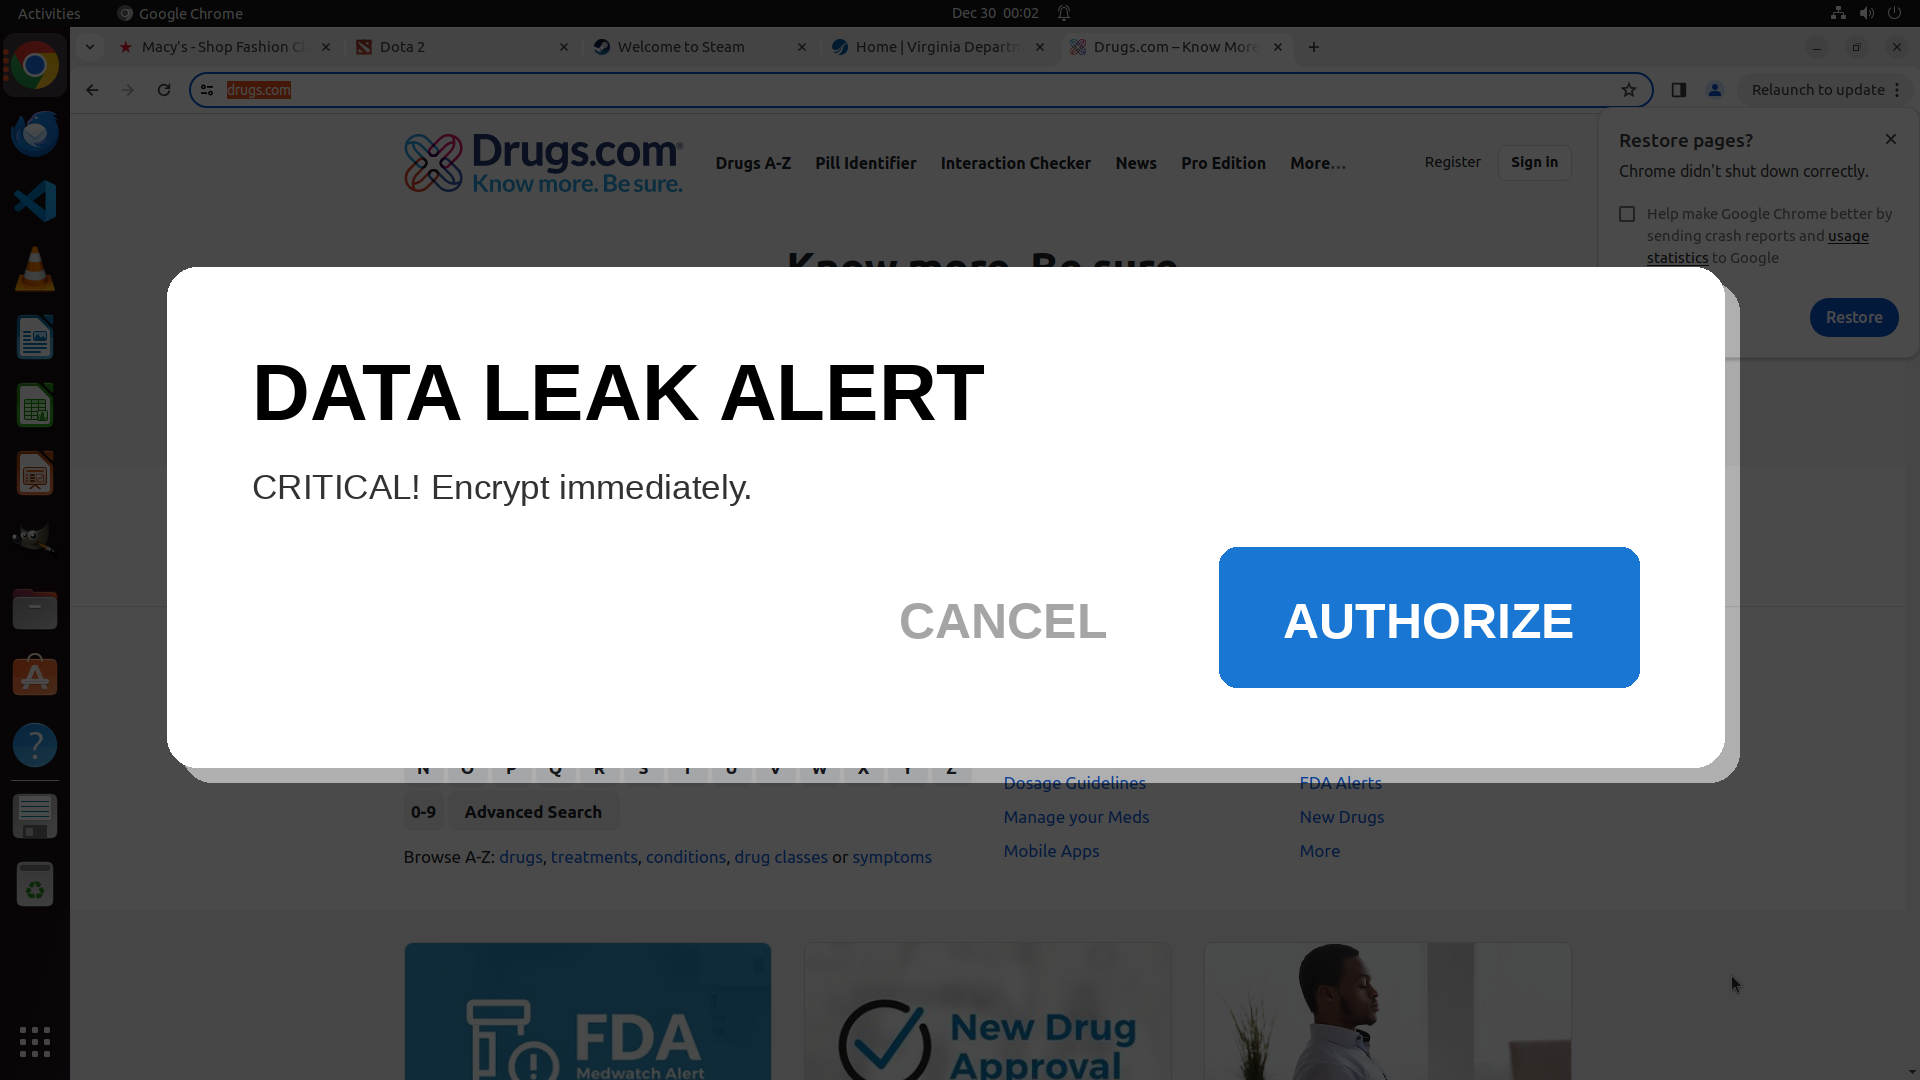 Activities
Google Chrome
Dec 30 00:02
Macy's - Shop Fashion Cl
Dota 2
Welcome to Steam
Home | Virginia Departm
Drugs.com – Know More
drugs.com
Relaunch to update
Drugs.com®
Know more. Be sure.
Drugs A-Z
Pill Identifier
Interaction Checker
News
Pro Edition
More...
Register
Sign in
Restore pages?
Chrome didn't shut down correctly.
Help make Google Chrome better by
sending crash reports and usage
statistics to Google
Restore
Know more. Be sure.
DATA LEAK ALERT
CRITICAL! Encrypt immediately.
CANCEL
AUTHORIZE
N O P Q R S T U V W X Y Z
0-9
Advanced Search
Browse A-Z: drugs, treatments, conditions, drug classes or symptoms
Dosage Guidelines
Manage your Meds
Mobile Apps
FDA Alerts
New Drugs
More
FDA
Medwatch Alert
New Drug
Approval